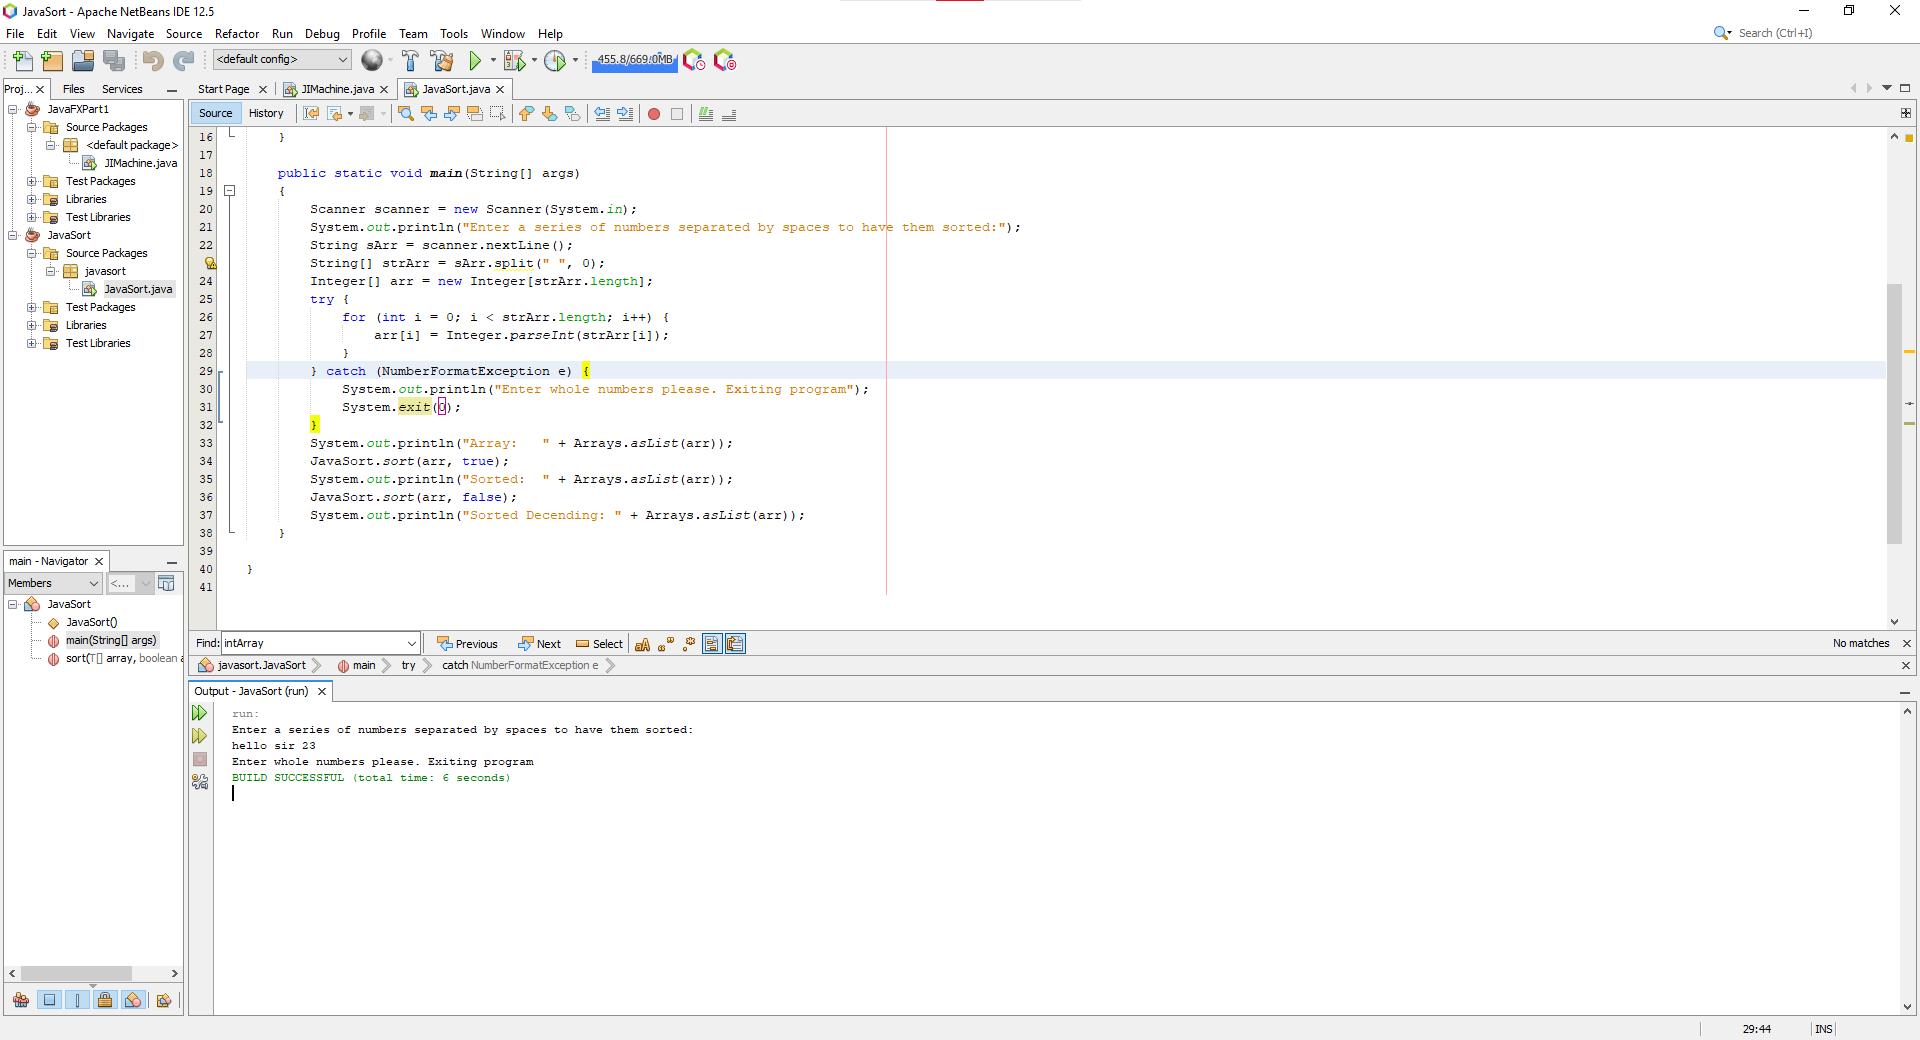 JavaSort - Apache NetBeans IDE 12.5
File Edit View Navigate Source Refactor Run Debug Profile Team Tools Window Help
Search (Ctrl+I)
<default config>
455.8/669.0MB
Proj... Files Services
Start Page JIMachine.java JavaSort.java
Source History
JavaFXPart1
Source Packages
<default package>
JIMachine.java
Test Packages
Libraries
Test Libraries
JavaSort
Source Packages
javasort
JavaSort.java
Test Packages
Libraries
Test Libraries
16 }
17
18 public static void main(String[] args)
19 {
20 Scanner scanner = new Scanner(System.in);
21 System.out.println("Enter a series of numbers separated by spaces to have them sorted:");
22 String sArr = scanner.nextLine();
String[] strArr = sArr.split(" ", 0);
24 Integer[] arr = new Integer[strArr.length];
25 try {
26 for (int i = 0; i < strArr.length; i++) {
27 arr[i] = Integer.parseInt(strArr[i]);
28 }
29 } catch (NumberFormatException e) {
30 System.out.println("Enter whole numbers please. Exiting program");
31 System.exit(0);
32 }
33 System.out.println("Array:   " + Arrays.asList(arr));
34 JavaSort.sort(arr, true);
35 System.out.println("Sorted:  " + Arrays.asList(arr));
36 JavaSort.sort(arr, false);
37 System.out.println("Sorted Decending: " + Arrays.asList(arr));
38 }
39
40 }
41
main - Navigator
Members <...
JavaSort
JavaSort()
main(String[] args)
sort(T[] array, boolean a
Find: intArray Previous Next Select No matches
javasort.JavaSort main try catch NumberFormatException e
Output - JavaSort (run)
run:
Enter a series of numbers separated by spaces to have them sorted:
hello sir 23
Enter whole numbers please. Exiting program
BUILD SUCCESSFUL (total time: 6 seconds)
29:44 INS